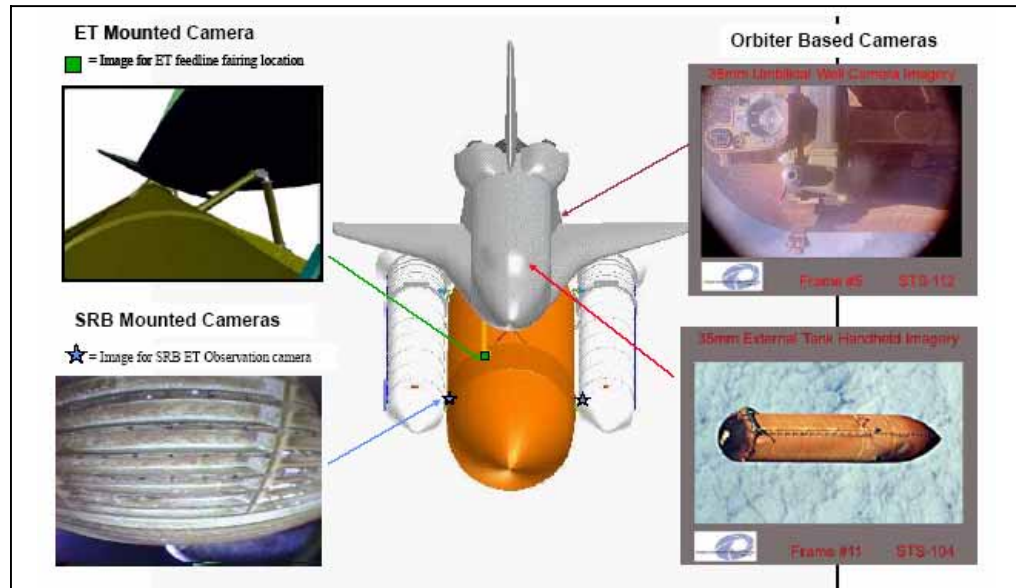 ET Mounted Camera
= Image for ET feedline fairing location
SRB Mounted Cameras
= Image for SRB ET Observation camera
Orbiter Based Cameras
35mm Umbilical Well Camera Imagery
Frame #5 STS-112
35mm External Tank Handheld Imagery
Frame #11 STS-104